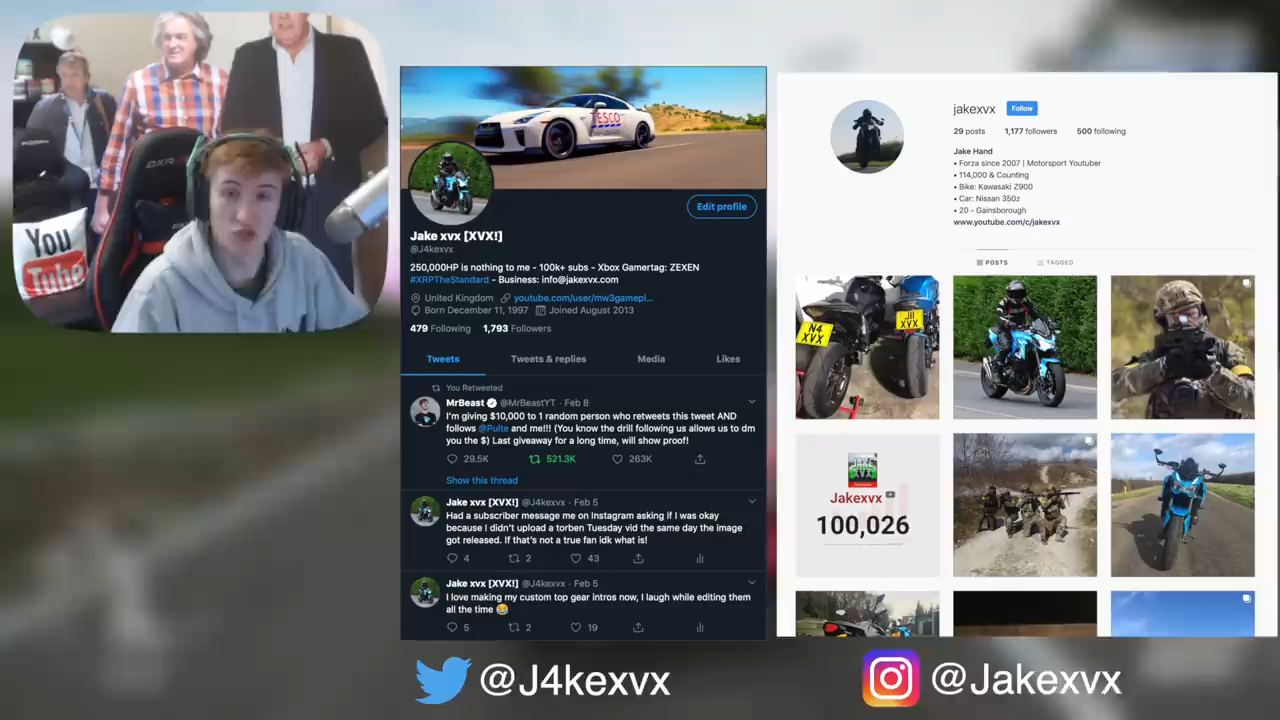 DXR
You
Tube
TESCO
Edit profile
Jake xvx [XVX!]
@J4kexvx
250,000HP is nothing to me - 100k+ subs - Xbox Gamertag: ZEXEN
#XRPTheStandard - Business: info@jakexvx.com
United Kingdom youtube.com/user/mw3gamepl...
Born December 11, 1997 Joined August 2013
479 Following 1,793 Followers
Tweets Tweets & replies Media Likes
You Retweeted
MrBeast @MrBeastYT · Feb 8
I'm giving $10,000 to 1 random person who retweets this tweet AND
follows @Pulte and me!!! (You know the drill following us allows us to dm
you the $) Last giveaway for a long time, will show proof!
29.5K 521.3K 263K
Show this thread
Jake xvx [XVX!] @J4kexvx · Feb 5
Had a subscriber message me on Instagram asking if I was okay
because I didn't upload a torben Tuesday vid the same day the image
got released. If that's not a true fan idk what is!
4 2 43
Jake xvx [XVX!] @J4kexvx · Feb 5
I love making my custom top gear intros now, I laugh while editing them
all the time 😂
5 2 19
jakexvx Follow
29 posts 1,177 followers 500 following
Jake Hand
• Forza since 2007 | Motorsport Youtuber
• 114,000 & Counting
• Bike: Kawasaki Z900
• Car: Nissan 350z
• 20 - Gainsborough
www.youtube.com/c/jakexvx
POSTS TAGGED
N4
XVX
J11
XVX
JAKE
XVX
Jakexvx
100,026
@J4kexvx
@Jakexvx